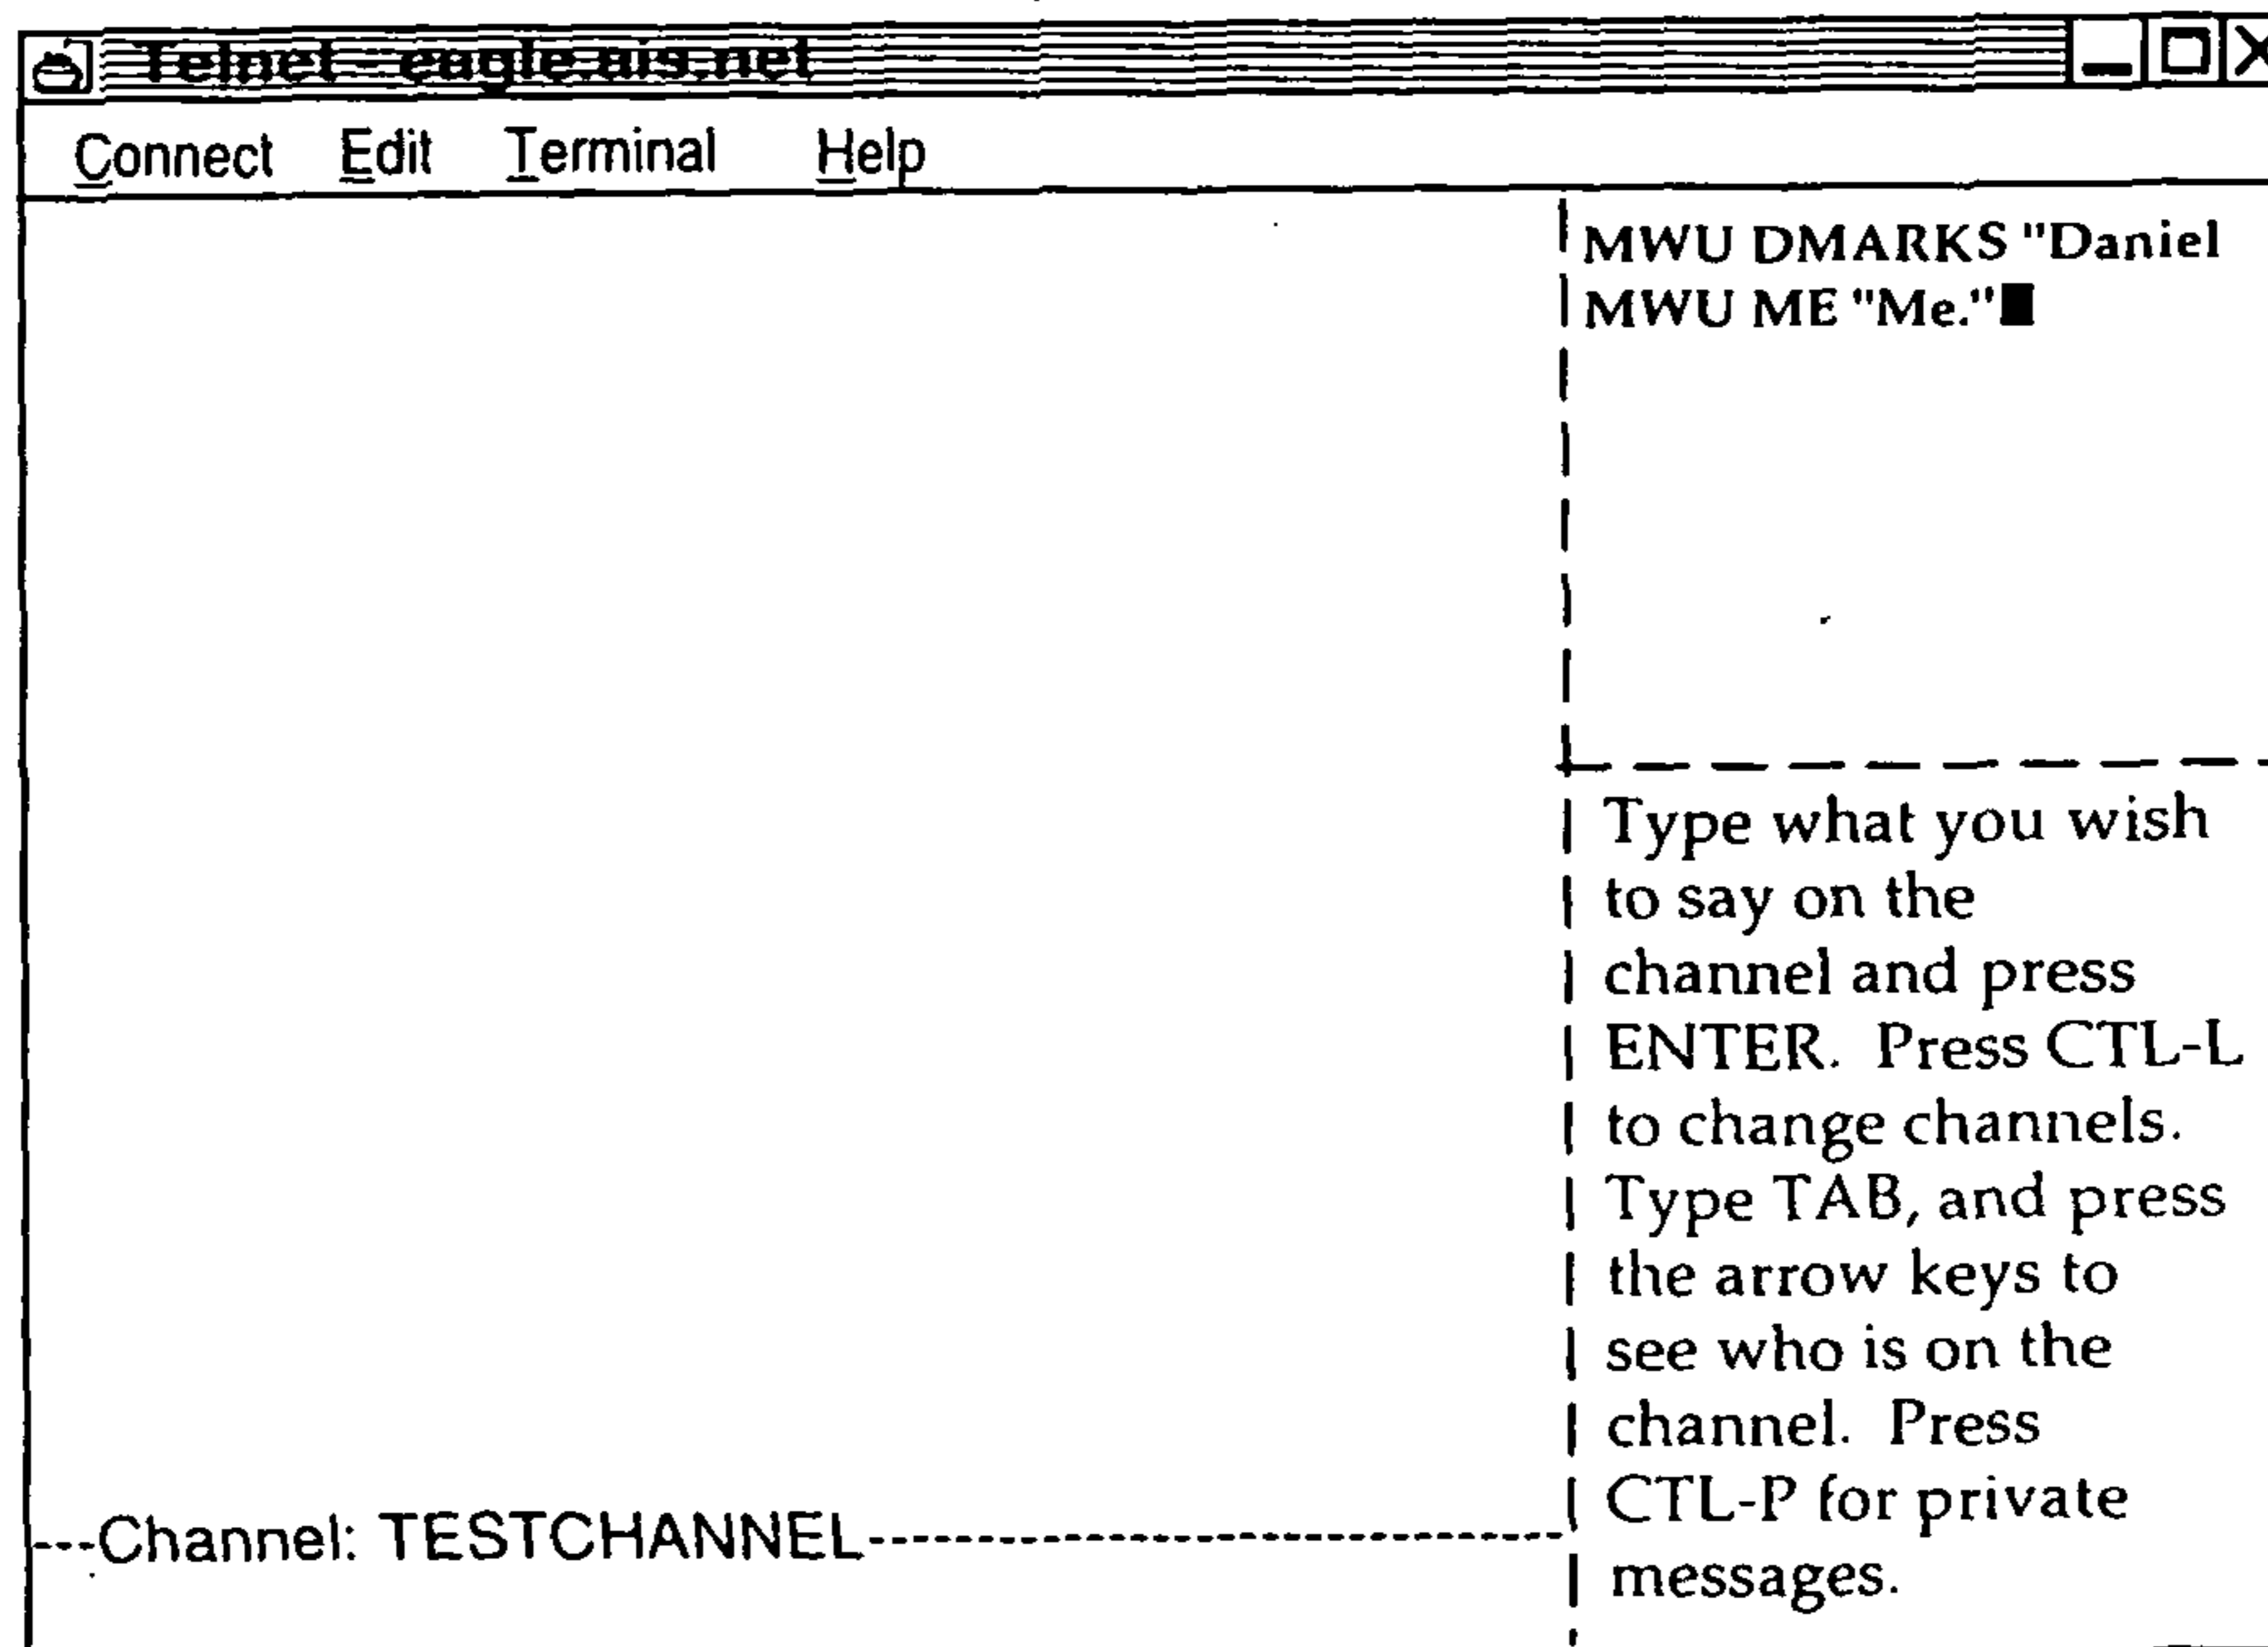 Telnet - eagle.ais.net
Connect Edit Terminal Help
MWU DMARKS "Daniel
MWU ME "Me."
Type what you wish
to say on the
channel and press
ENTER. Press CTL-L
to change channels.
Type TAB, and press
the arrow keys to
see who is on the
channel. Press
CTL-P for private
messages.
---Channel: TESTCHANNEL---